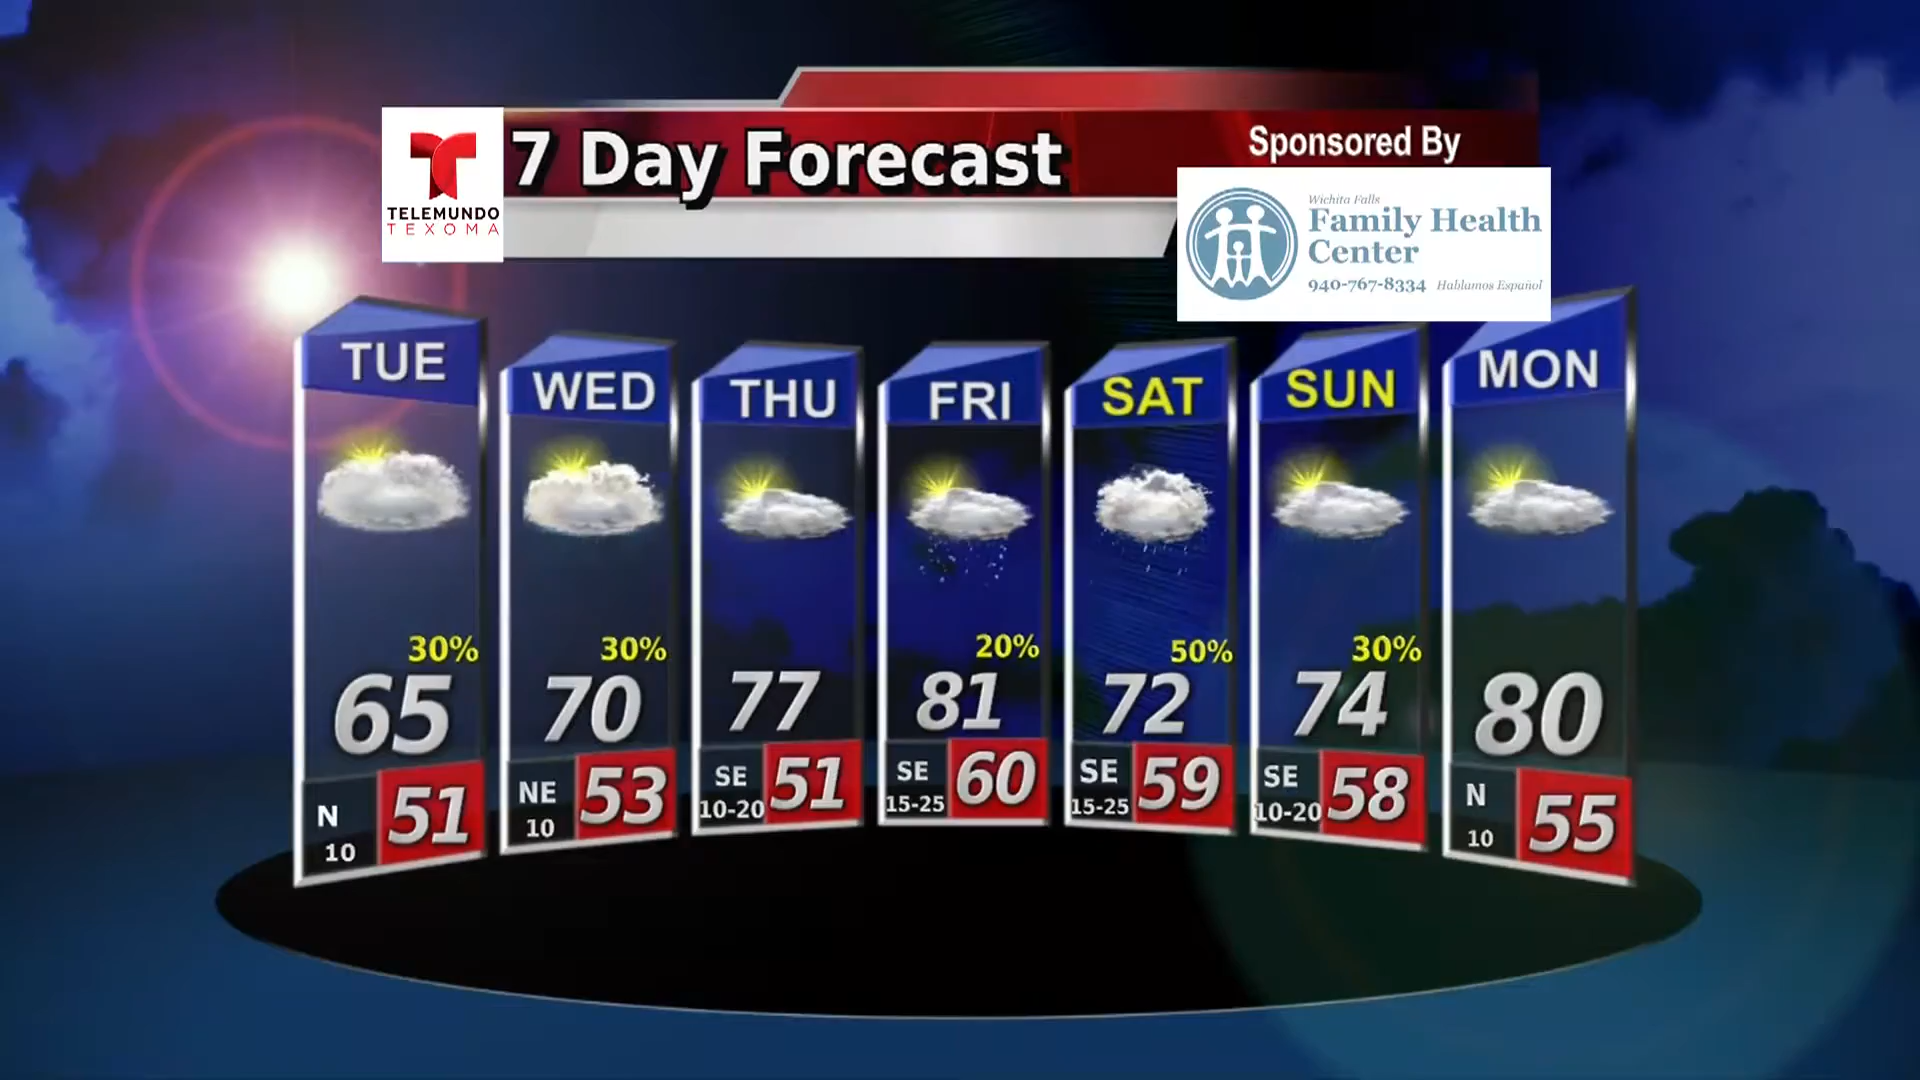 7 Day Forecast
TELEMUNDO
TEXOMA
Sponsored By
Wichita Falls
Family Health
Center
940-767-8334 Hablamos Español
TUE
30%
65
N
10
51
WED
30%
70
NE
10
53
THU
77
SE
10-20
51
FRI
20%
81
SE
15-25
60
SAT
50%
72
SE
15-25
59
SUN
30%
74
SE
10-20
58
MON
80
N
10
55